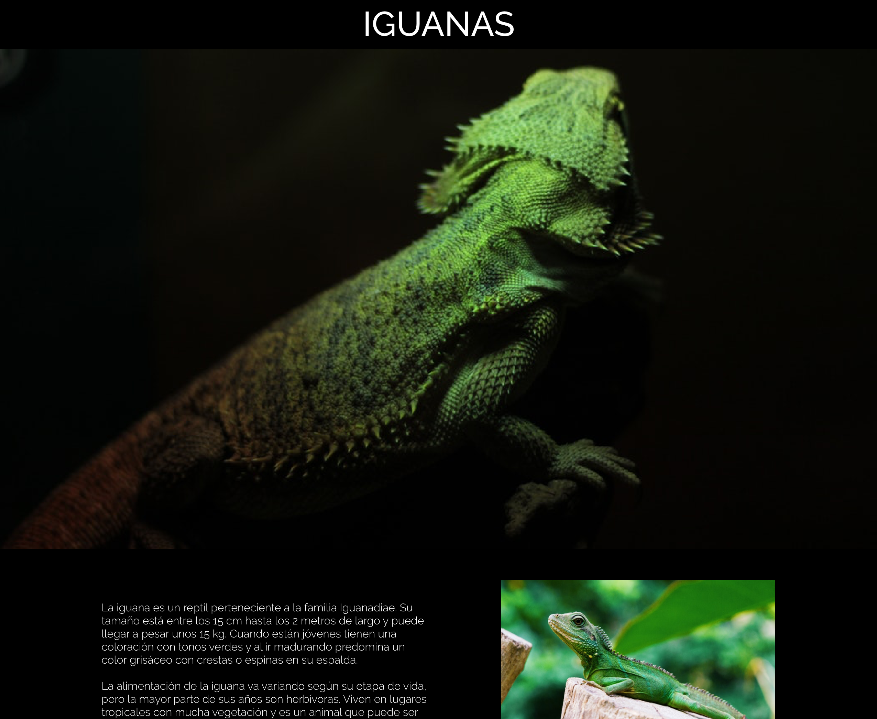 IGUANAS
La iguana es un reptil perteneciente a la familia Iguanadiae. Su
tamaño está entre los 15 cm hasta los 2 metros de largo y puede
llegar a pesar unos 15 kg. Cuando están jóvenes tienen una
coloración con tonos verdes y al ir madurando predomina un
color grisáceo con crestas o espinas en su espalda.
La alimentación de la iguana va variando según su etapa de vida,
pero la mayor parte de sus años son herbivoras. Viven en lugares
tropicales con mucha vegetación y es un animal que puede ser